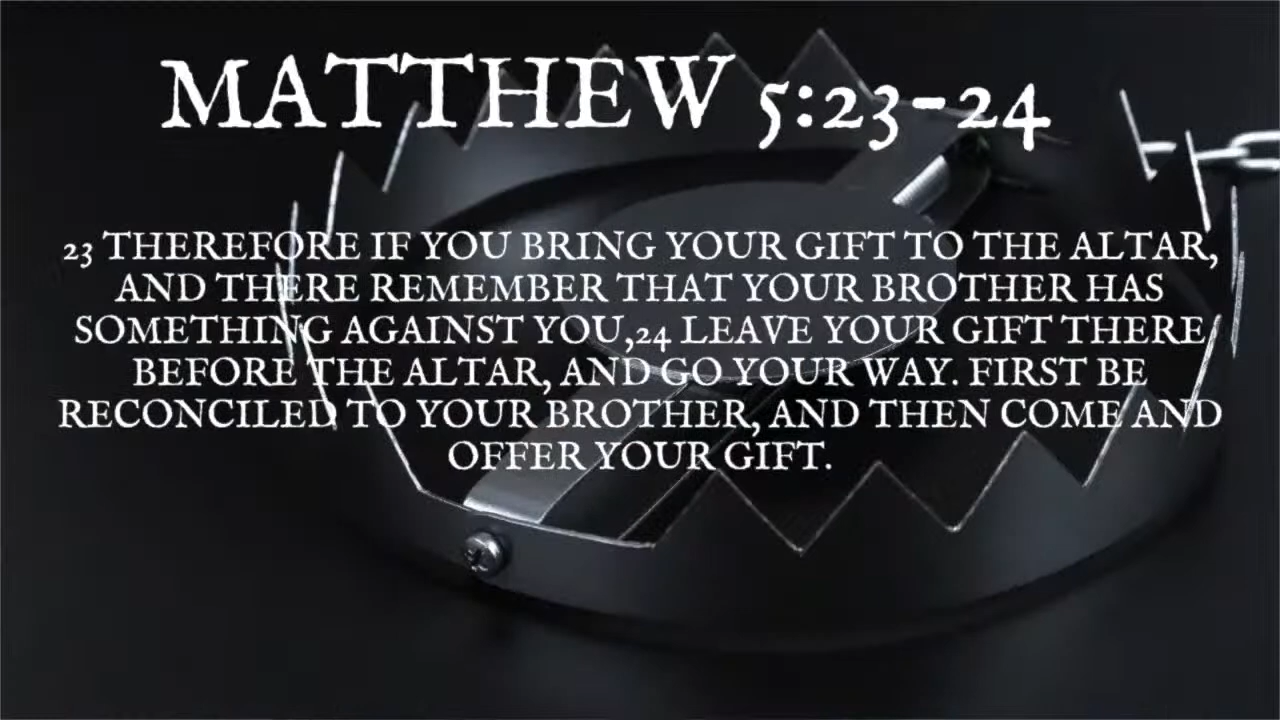 MATTHEW 5:23-24
23 THEREFORE IF YOU BRING YOUR GIFT TO THE ALTAR,
AND THERE REMEMBER THAT YOUR BROTHER HAS
SOMETHING AGAINST YOU,24 LEAVE YOUR GIFT THERE
BEFORE THE ALTAR, AND GO YOUR WAY. FIRST BE
RECONCILED TO YOUR BROTHER, AND THEN COME AND
OFFER YOUR GIFT.